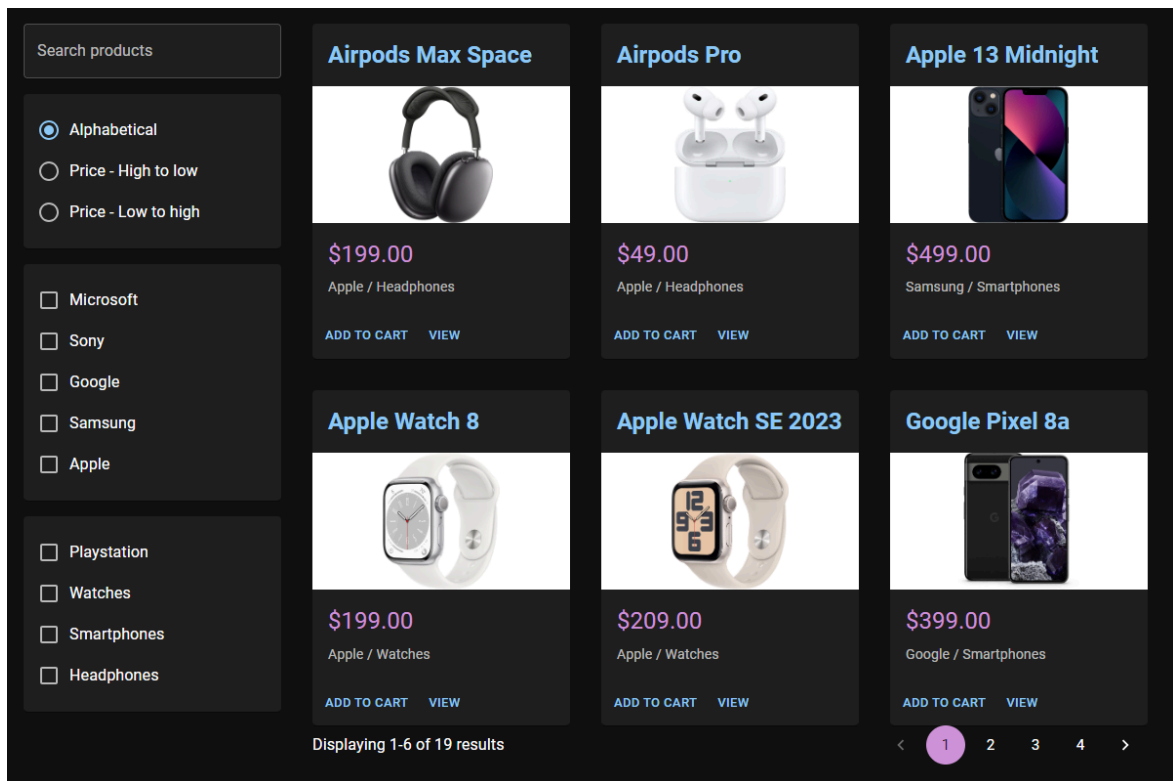 Search products
Alphabetical
Price - High to low
Price - Low to high
Microsoft
Sony
Google
Samsung
Apple
Playstation
Watches
Smartphones
Headphones
Airpods Max Space
$199.00
Apple / Headphones
ADD TO CART VIEW
Airpods Pro
$49.00
Apple / Headphones
ADD TO CART VIEW
Apple 13 Midnight
$499.00
Samsung / Smartphones
ADD TO CART VIEW
Apple Watch 8
$199.00
Apple / Watches
ADD TO CART VIEW
Apple Watch SE 2023
12
9 3
6
$209.00
Apple / Watches
ADD TO CART VIEW
Google Pixel 8a
G
$399.00
Google / Smartphones
ADD TO CART VIEW
Displaying 1-6 of 19 results
< 1 2 3 4 >